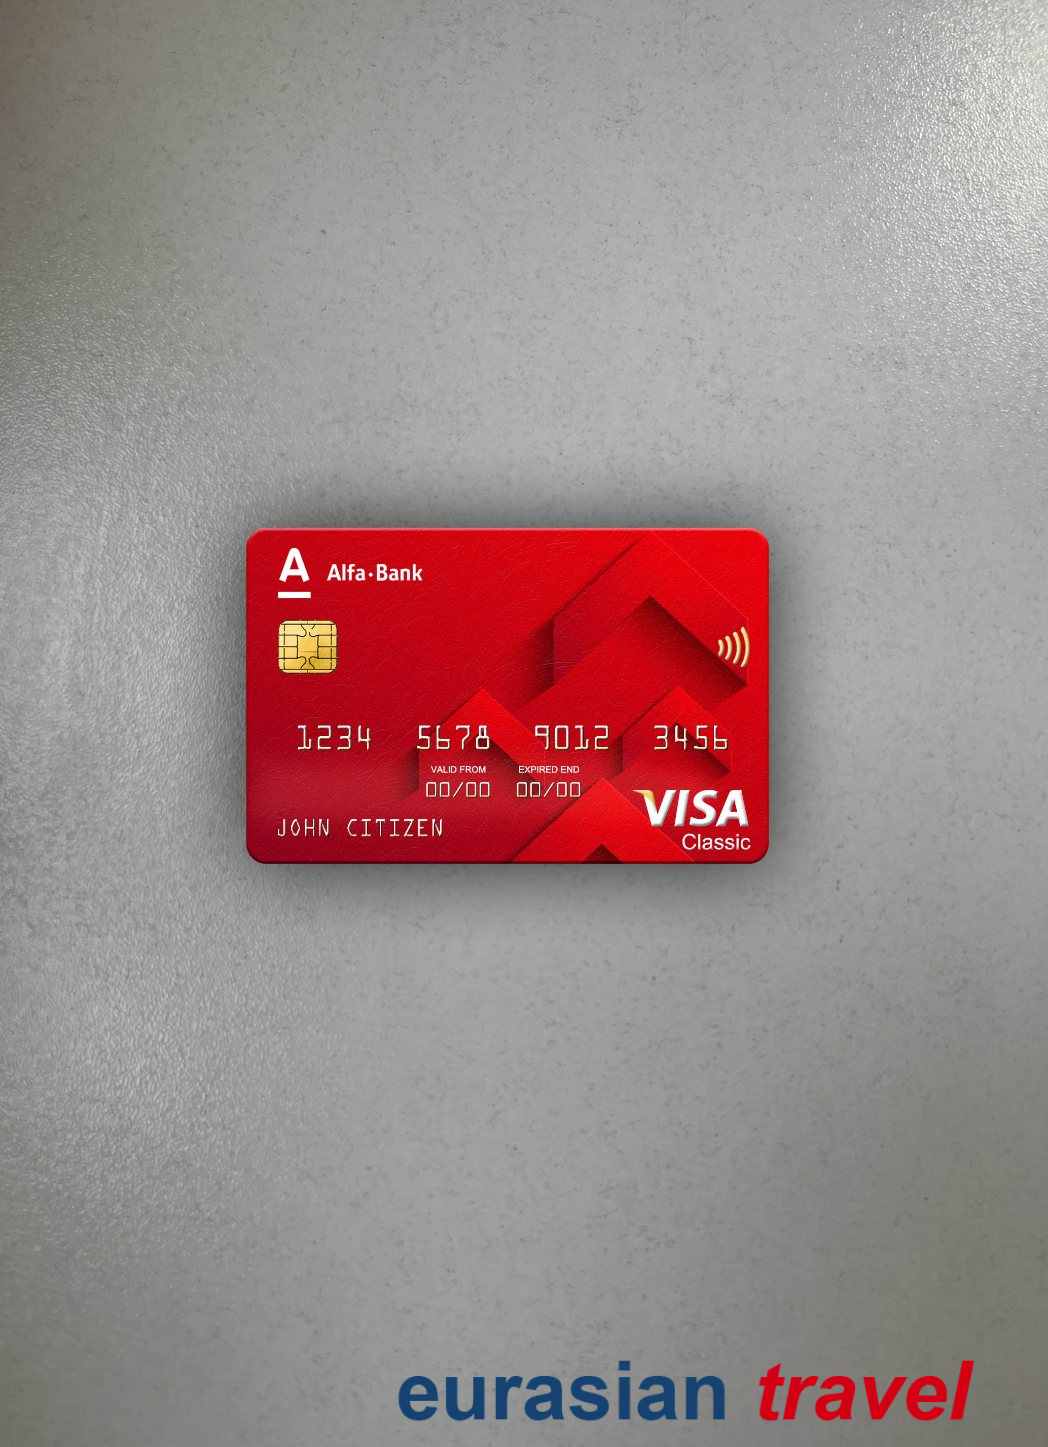 A Alfa·Bank
1234 5678 9012 3456
VALID FROM EXPIRED END
00/00 00/00
VISA
JOHN CITIZEN
Classic
eurasian travel